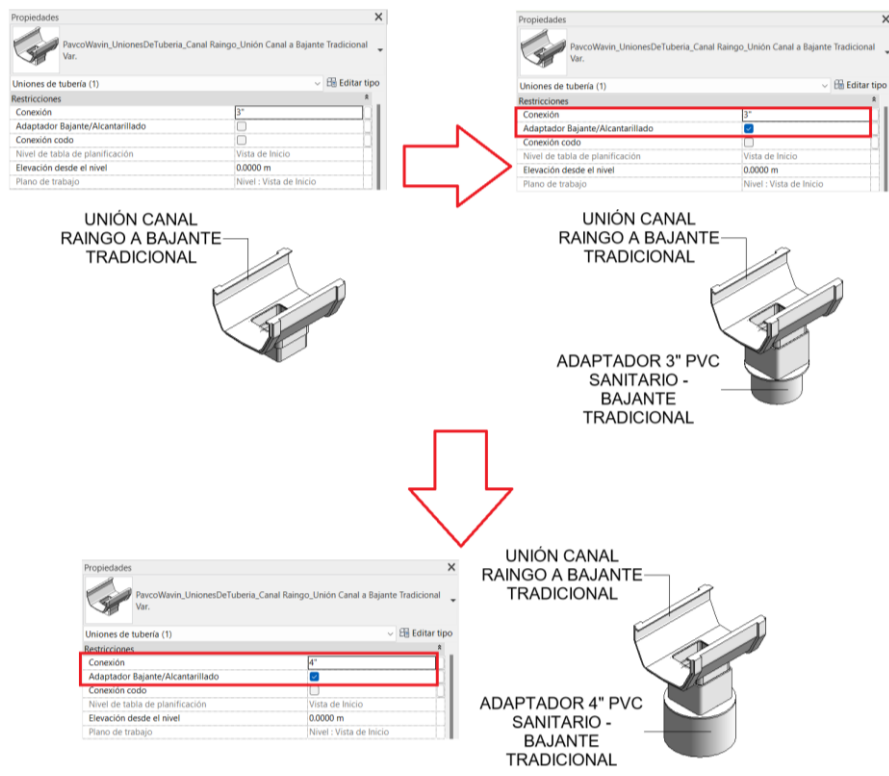 Propiedades
PavcoWavin_UnionesDeTuberia_Canal Raingo_Unión Canal a Bajante Tradicional
Var.
Uniones de tubería (1)
Editar tipo
Restricciones
Conexión 3"
Adaptador Bajante/Alcantarillado
Conexión codo
Nivel de tabla de planificación Vista de Inicio
Elevación desde el nivel 0.0000 m
Plano de trabajo Nivel : Vista de Inicio
Propiedades
PavcoWavin_UnionesDeTuberia_Canal Raingo_Unión Canal a Bajante Tradicional
Var.
Uniones de tubería (1)
Editar tipo
Restricciones
Conexión 3"
Adaptador Bajante/Alcantarillado
Conexión codo
Nivel de tabla de planificación Vista de Inicio
Elevación desde el nivel 0.0000 m
Plano de trabajo Nivel : Vista de Inicio
UNIÓN CANAL
RAINGO A BAJANTE
TRADICIONAL
UNIÓN CANAL
RAINGO A BAJANTE
TRADICIONAL
ADAPTADOR 3" PVC
SANITARIO -
BAJANTE
TRADICIONAL
Propiedades
PavcoWavin_UnionesDeTuberia_Canal Raingo_Unión Canal a Bajante Tradicional
Var.
Uniones de tubería (1)
Editar tipo
Restricciones
Conexión 4"
Adaptador Bajante/Alcantarillado
Conexión codo
Nivel de tabla de planificación Vista de Inicio
Elevación desde el nivel 0.0000 m
Plano de trabajo Nivel : Vista de Inicio
UNIÓN CANAL
RAINGO A BAJANTE
TRADICIONAL
ADAPTADOR 4" PVC
SANITARIO -
BAJANTE
TRADICIONAL